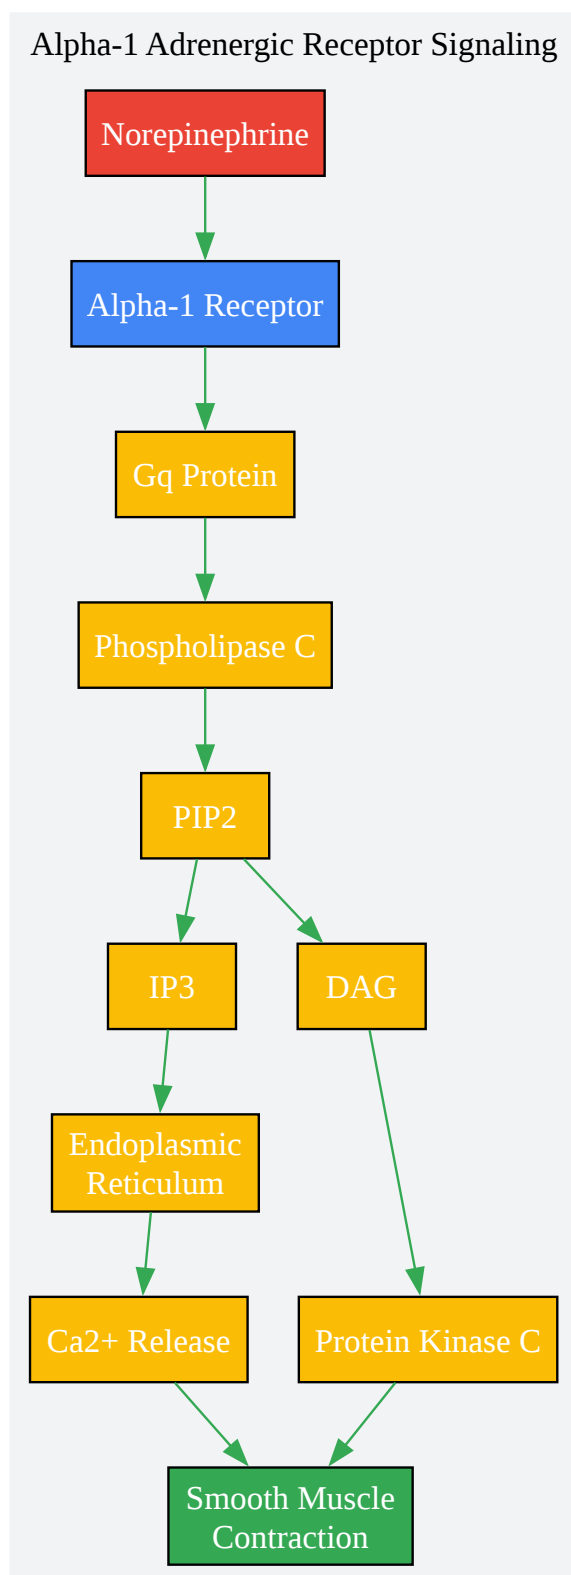 Alpha-1 Adrenergic Receptor Signaling
Norepinephrine
Alpha-1 Receptor
Gq Protein
Phospholipase C
PIP2
IP3
DAG
Endoplasmic
Reticulum
Ca2+ Release
Protein Kinase C
Smooth Muscle
Contraction